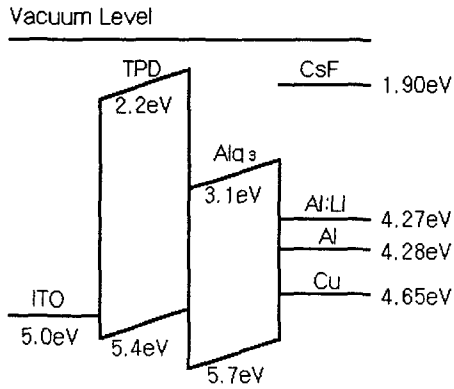 Vacuum Level
TPD
CsF
1.90eV
2.2eV
Alq3
3.1eV
Al:Li
4.27eV
Al
4.28eV
Cu
4.65eV
ITO
5.0eV
5.4eV
5.7eV